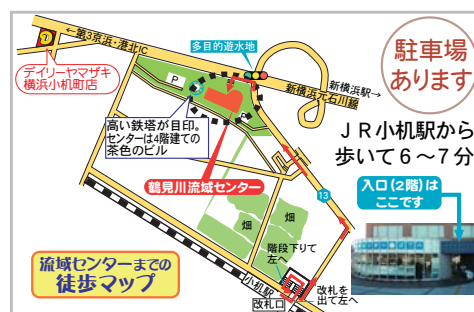 ←第3京浜・港北IC
多目的遊水地
新横浜駅→
新横浜元石川線
デイリーヤマザキ
横浜小机町店
P
P
高い鉄塔が目印。
センターは4階建ての
茶色のビル
鶴見川流域センター
13
畑
畑
階段下りて
左へ
小机駅
改札口
改札を
出て左へ
流域センターまでの
徒歩マップ
駐車場
あります
JR小机駅から
歩いて6～7分
入口(2階)は
ここです